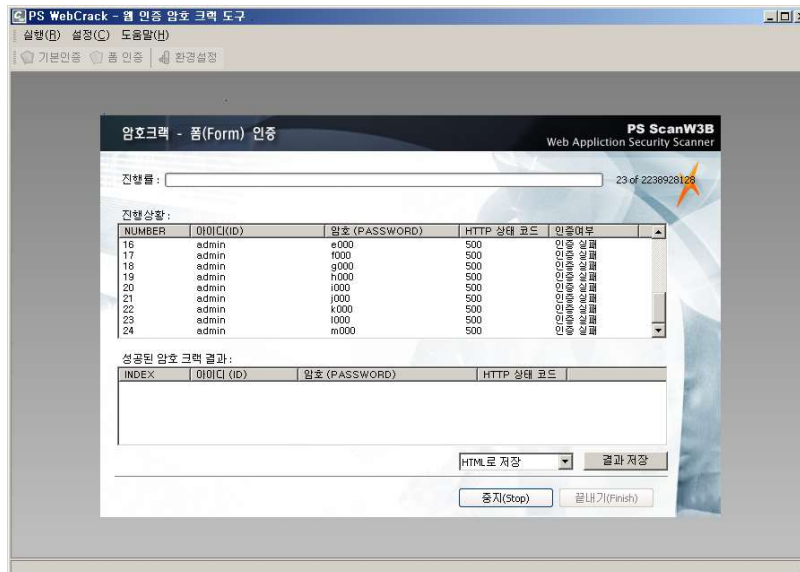 PS WebCrack - 웹 인증 암호 크랙 도구
실행(R) 설정(C) 도움말(H)
기본인증 폼 인증 환경설정
암호크랙 - 폼(Form) 인증
PS ScanW3B
Web Appliction Security Scanner
진행률 : 23 of 2238928128
진행상황 :
NUMBER 아이디(ID) 암호 (PASSWORD) HTTP 상태 코드 인증여부
16 admin e000 500 인증 실패
17 admin f000 500 인증 실패
18 admin g000 500 인증 실패
19 admin h000 500 인증 실패
20 admin i000 500 인증 실패
21 admin j000 500 인증 실패
22 admin k000 500 인증 실패
23 admin l000 500 인증 실패
24 admin m000 500 인증 실패
성공된 암호 크랙 결과 :
INDEX 아이디 (ID) 암호 (PASSWORD) HTTP 상태 코드
HTML로 저장 결과 저장
중지(Stop) 끝내기(Finish)